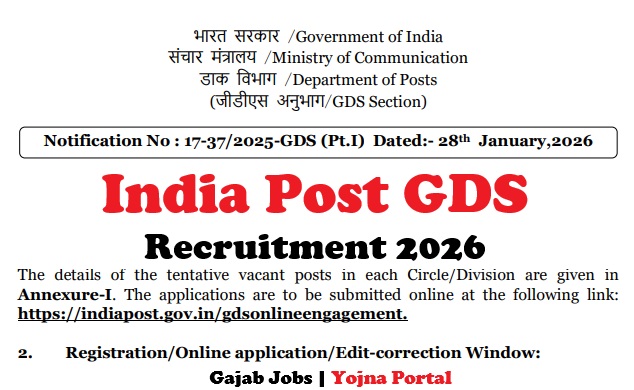 भारत सरकार /Government of India
संचार मंत्रालय /Ministry of Communication
डाक विभाग /Department of Posts
(जीडीएस अनुभाग/GDS Section)
Notification No : 17-37/2025-GDS (Pt.I) Dated:- 28th January,2026
India Post GDS
Recruitment 2026
The details of the tentative vacant posts in each Circle/Division are given in
Annexure-I. The applications are to be submitted online at the following link:
https://indiapost.gov.in/gdsonlineengagement.
2. Registration/Online application/Edit-correction Window:
Gajab Jobs | Yojna Portal